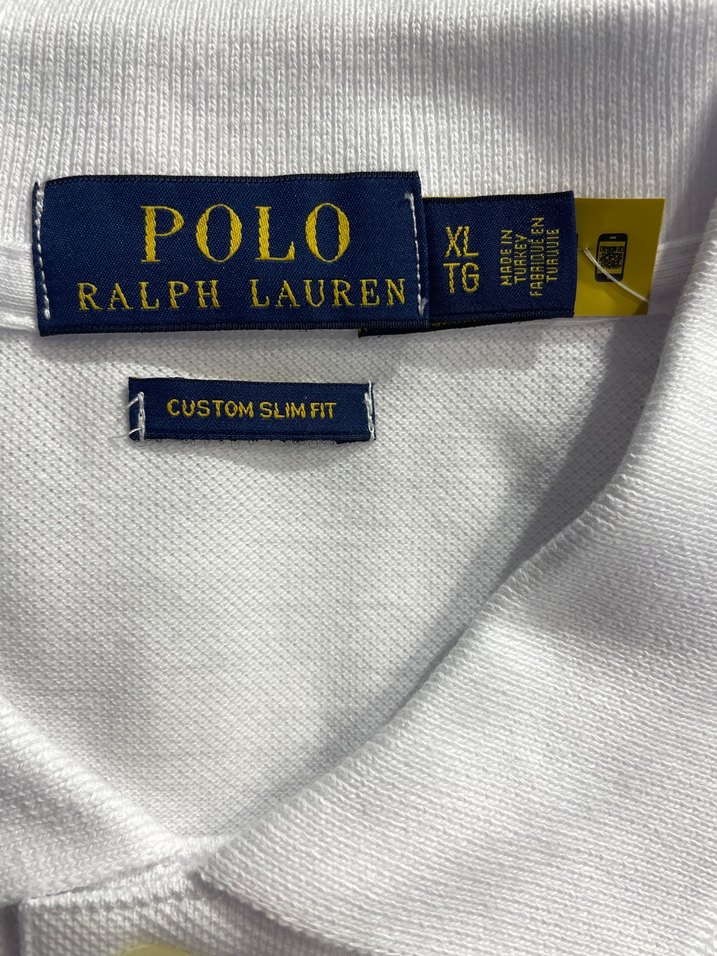 POLO
RALPH LAUREN
XL
TG
MADE IN
TURKEY
FABRIQUÉ EN
TURQUIE
CUSTOM SLIM FIT